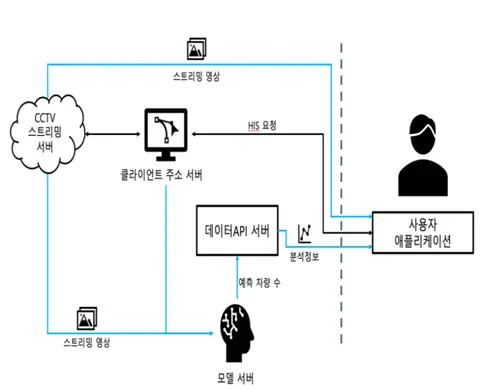 스트리밍 영상
CCTV
스트리밍
서버
HIS 요청
클라이언트 주소 서버
데이터API 서버
분석정보
사용자
애플리케이션
예측 차량 수
스트리밍 영상
모델 서버